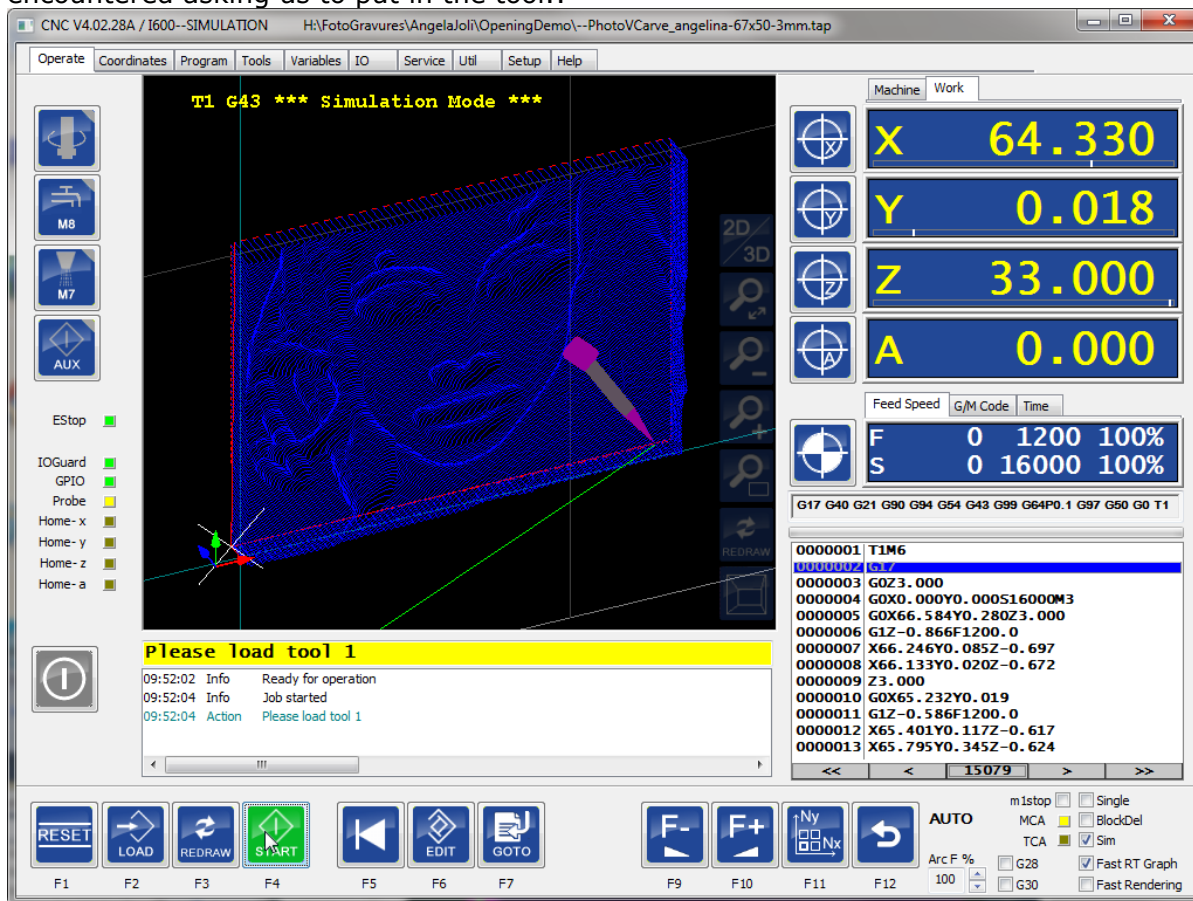 encountered asking us to put in the tool..
CNC V4.02.28A / I600--SIMULATION H:\FotoGravures\AngelaJoli\OpeningDemo\--PhotoVCarve_angelina-67x50-3mm.tap
Operate Coordinates Program Tools Variables IO Service Util Setup Help
T1 G43 *** Simulation Mode ***
Machine Work
X 64.330
Y 0.018
Z 33.000
A 0.000
M8
M7
AUX
2D/3D
REDRAW
EStop
IOGuard
GPIO
Probe
Home- x
Home- y
Home- z
Home- a
Feed Speed G/M Code Time
F 0 1200 100%
S 0 16000 100%
G17 G40 G21 G90 G94 G54 G43 G99 G64P0.1 G97 G50 G0 T1
0000001 T1M6
0000002 G17
0000003 G0Z3.000
0000004 G0X0.000Y0.000S16000M3
0000005 G0X66.584Y0.280Z3.000
0000006 G1Z-0.866F1200.0
0000007 X66.246Y0.085Z-0.697
0000008 X66.133Y0.020Z-0.672
0000009 Z3.000
0000010 G0X65.232Y0.019
0000011 G1Z-0.586F1200.0
0000012 X65.401Y0.117Z-0.617
0000013 X65.795Y0.345Z-0.624
<< < 15079 > >>
Please load tool 1
09:52:02 Info Ready for operation
09:52:04 Info Job started
09:52:04 Action Please load tool 1
RESET LOAD REDRAW START EDIT GOTO F- F+ Ny Nx
F1 F2 F3 F4 F5 F6 F7 F9 F10 F11 F12
AUTO
m1stop Single
MCA BlockDel
TCA Sim
Arc F % G28 Fast RT Graph
100 G30 Fast Rendering